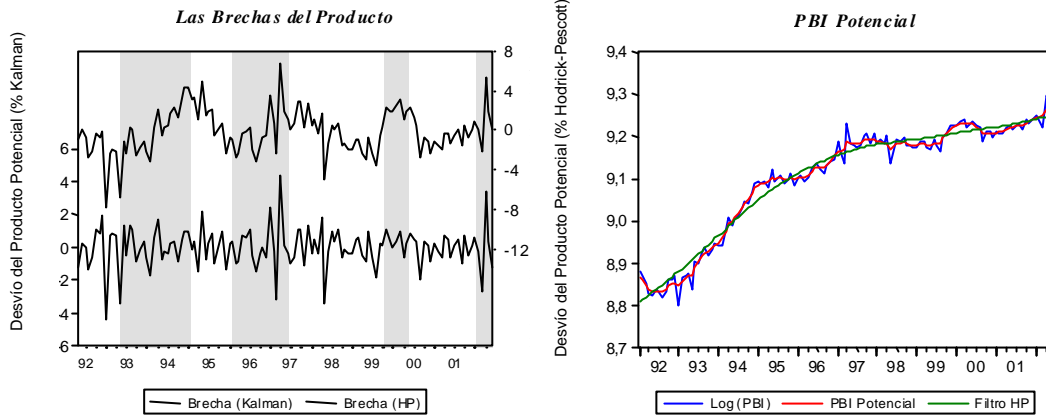 Las Brechas del Producto
Desvío del Producto Potencial (% Kalman)
8
4
0
-4
-8
-12
6
4
2
0
2
4
6
92 93 94 95 96 97 98 99 00 01
Brecha (Kalman) Brecha (HP)
Desvío del Producto Potencial (% Hodrick-Pescott)
PBI Potencial
9,4
9,3
9,2
9,1
9,0
8,9
8,8
8,7
92 93 94 95 96 97 98 99 00 01
Log (PBI) PBI Potencial Filtro HP